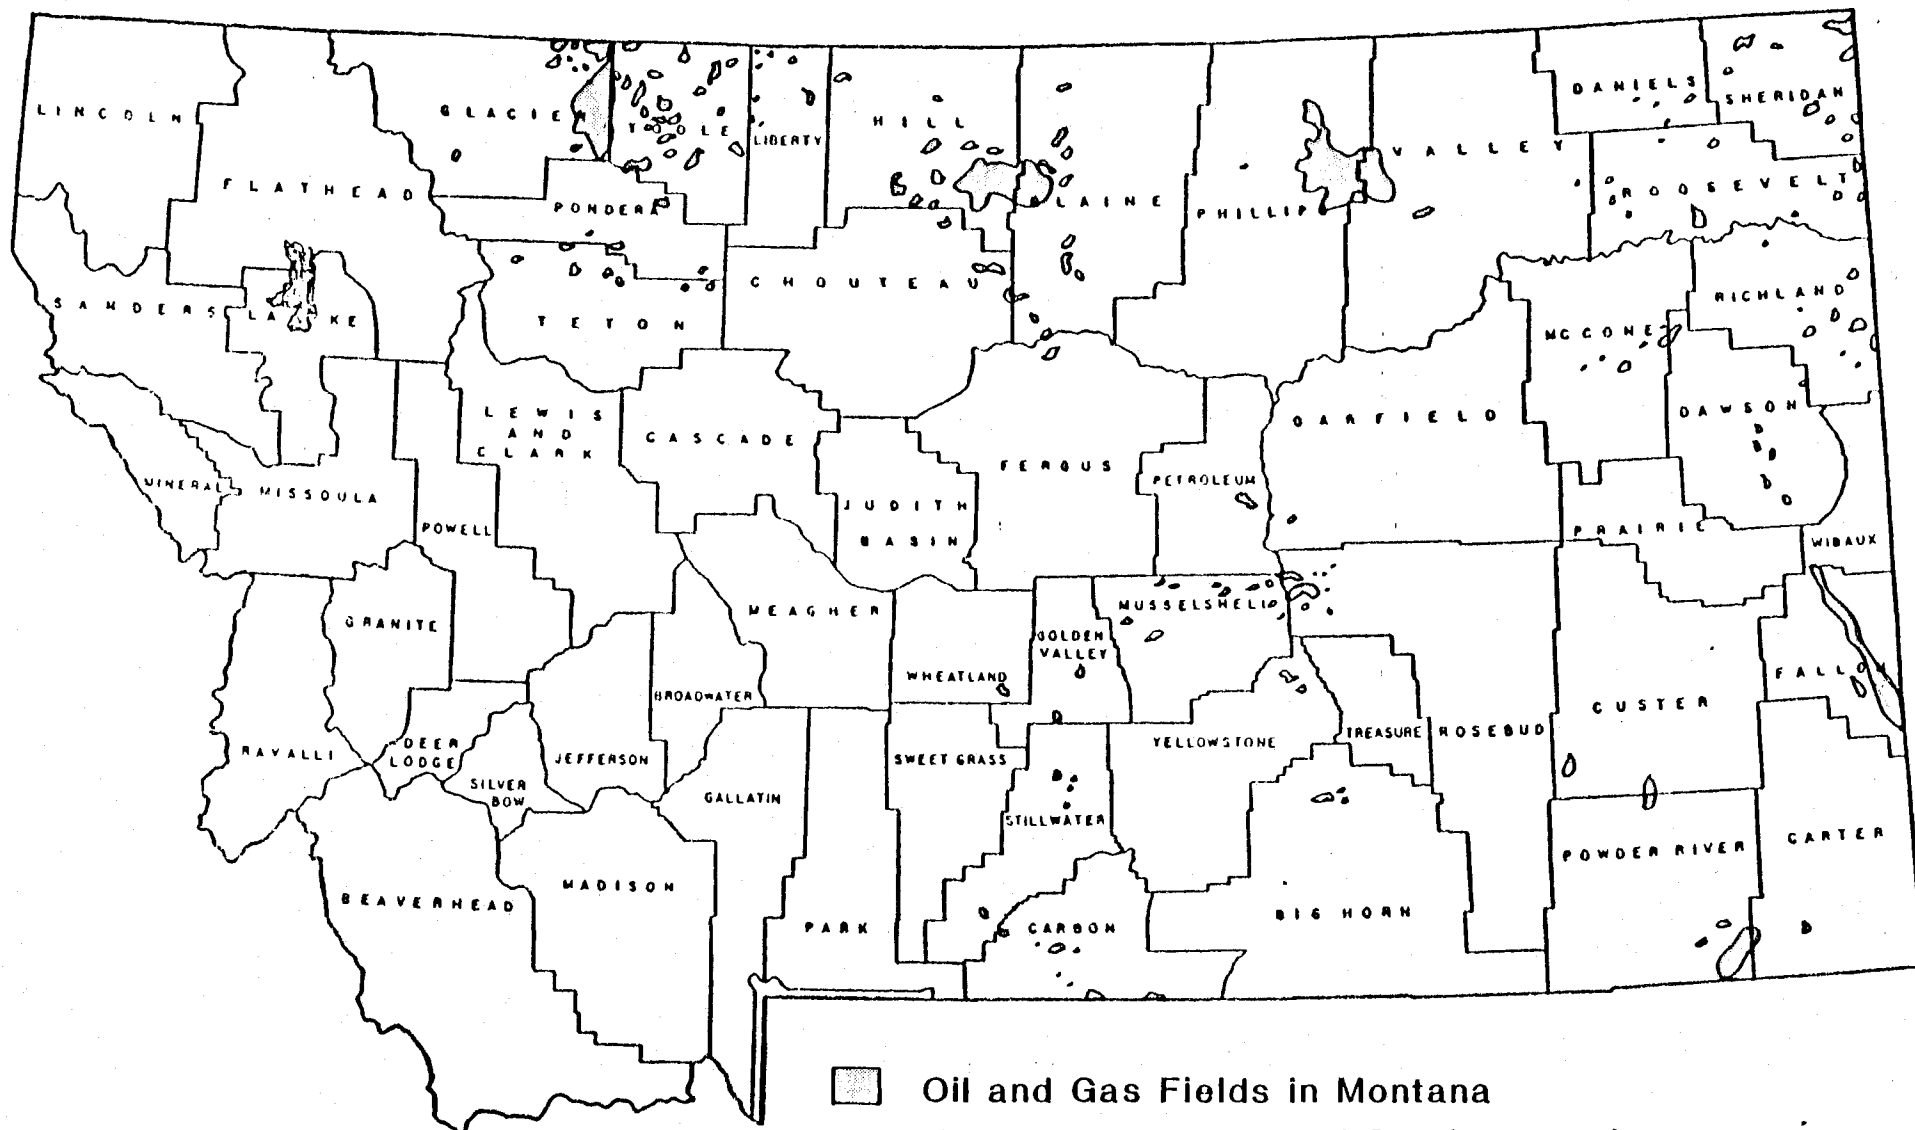 LINCOLN
FLATHEAD
GLACIER
TOOLE
LIBERTY
HILL
BLAINE
PHILLIP
VALLEY
DANIELS
SHERIDAN
ROOSEVELT
PONDERA
SANDERS
LAKE
TETON
CHOUTEAU
RICHLAND
MCCONE
LEWIS
AND
CLARK
CASCADE
FERGUS
GARFIELD
DAWSON
MINERAL
MISSOULA
POWELL
JUDITH
BASIN
PETROLEUM
PRAIRIE
WIBAUX
GRANITE
MEAGHER
MUSSELSHELL
GOLDEN
VALLEY
WHEATLAND
BROADWATER
FALLON
CUSTER
RAVALLI
DEER
LODGE
SILVER
BOW
JEFFERSON
GALLATIN
SWEET GRASS
STILLWATER
YELLOWSTONE
TREASURE
ROSEBUD
POWDER RIVER
CARTER
BEAVERHEAD
MADISON
PARK
CARBON
BIG HORN
Oil and Gas Fields in Montana